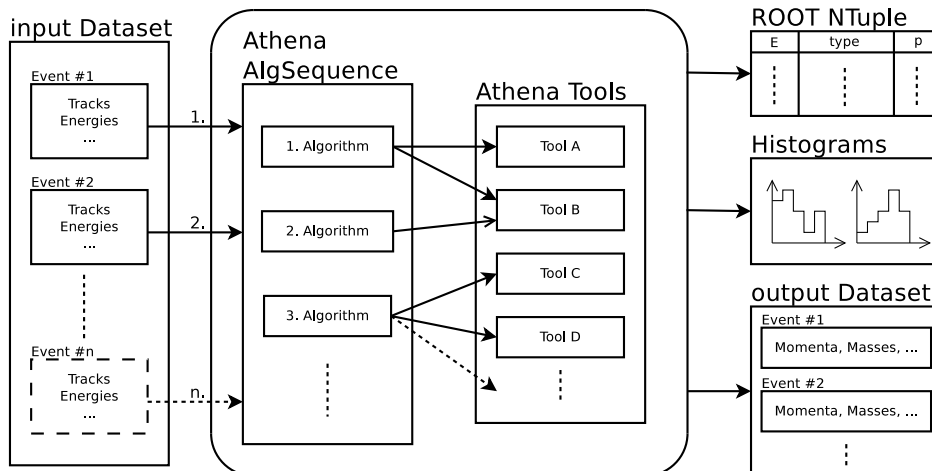 input Dataset
Event #1
Tracks
Energies
...
Event #2
Tracks
Energies
...
Event #n
Tracks
Energies
...
1.
2.
n.
Athena
AlgSequence
1. Algorithm
2. Algorithm
3. Algorithm
Athena Tools
Tool A
Tool B
Tool C
Tool D
ROOT NTuple
E type p
Histograms
output Dataset
Event #1
Momenta, Masses, ...
Event #2
Momenta, Masses, ...